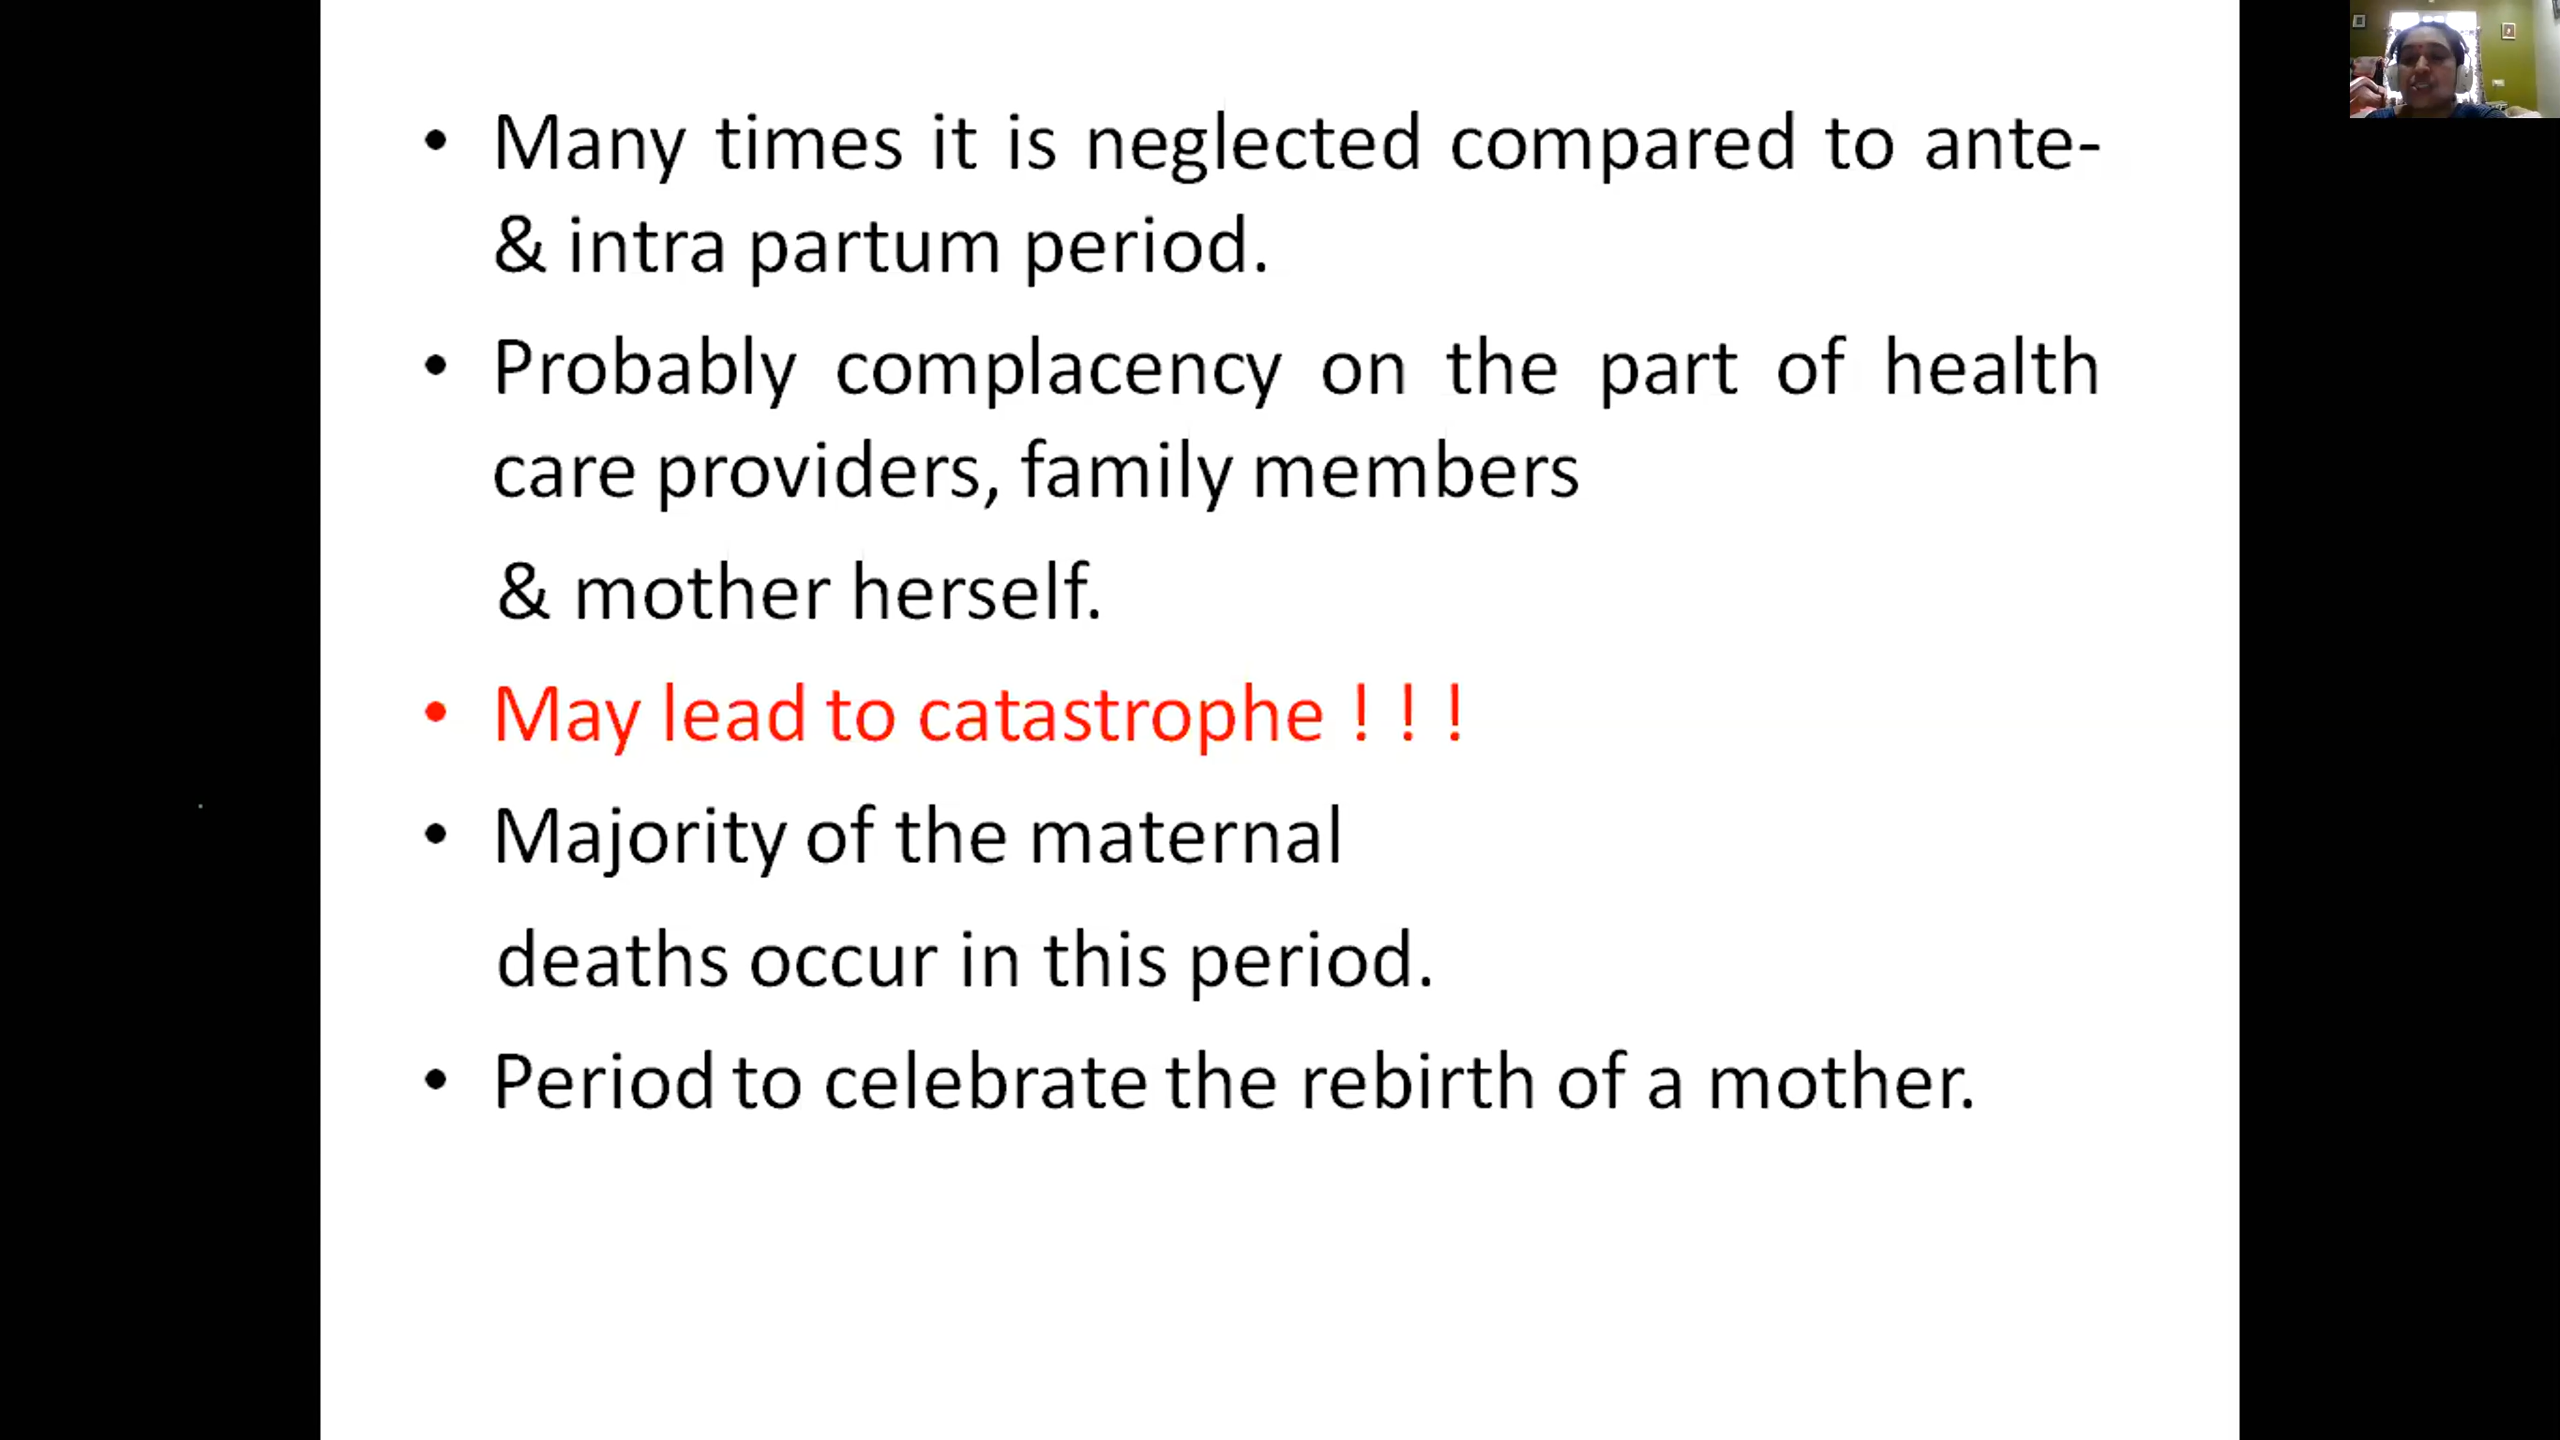 • Many times it is neglected compared to ante-
& intra partum period.
• Probably complacency on the part of health
care providers, family members
& mother herself.
• May lead to catastrophe ! ! !
• Majority of the maternal
deaths occur in this period.
• Period to celebrate the rebirth of a mother.